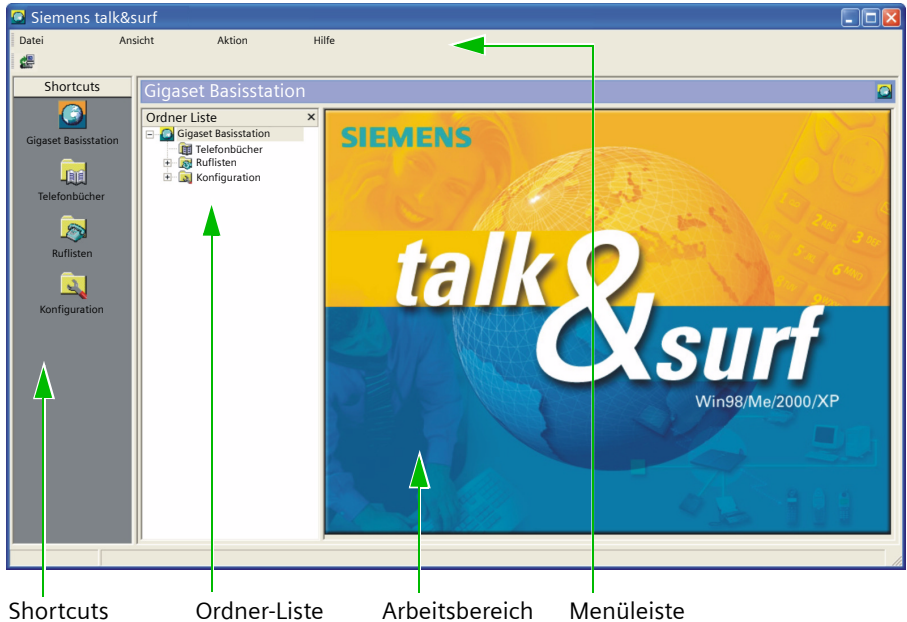 Siemens talk&surf
Datei Ansicht Aktion Hilfe
Shortcuts
Gigaset Basisstation
Telefonbücher
Ruflisten
Konfiguration
Gigaset Basisstation
Ordner Liste
Gigaset Basisstation
Telefonbücher
Ruflisten
Konfiguration
SIEMENS
talk
&
surf
Win98/Me/2000/XP
Shortcuts Ordner-Liste Arbeitsbereich Menüleiste